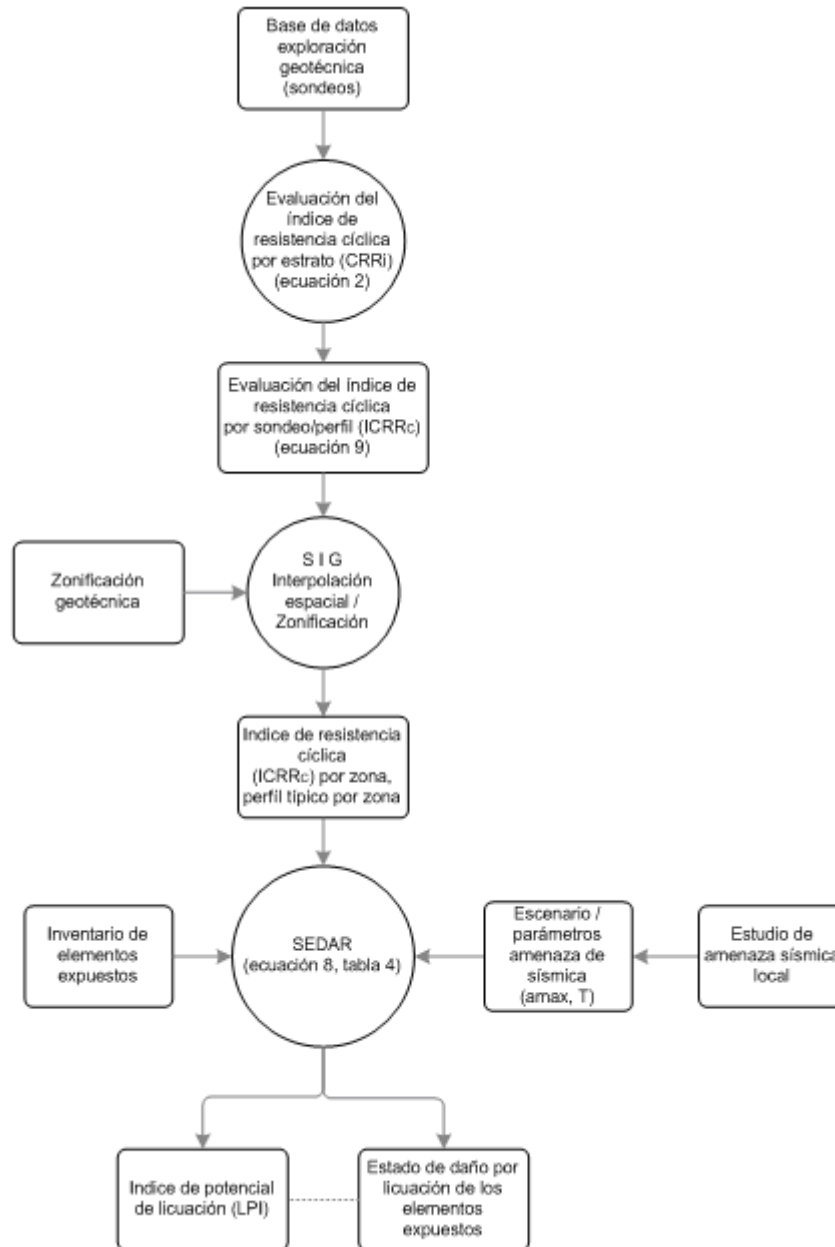 Base de datos
exploración
geotécnica
(sondeos)
Evaluación del
índice de
resistencia cíclica
por estrato (CRRi)
(ecuación 2)
Evaluación del índice de
resistencia cíclica
por sondeo/perfil (ICRRc)
(ecuación 9)
Zonificación
geotécnica
S I G
Interpolación
espacial /
Zonificación
Indice de resistencia
cíclica
(ICRRc) por zona,
perfil típico por zona
Inventario de
elementos
expuestos
SEDAR
(ecuación 8, tabla 4)
Escenario /
parámetros
amenaza de
sísmica
(amax, T)
Estudio de
amenaza sísmica
local
Indice de potencial
de licuación (LPI)
Estado de daño por
licuación de los
elementos
expuestos